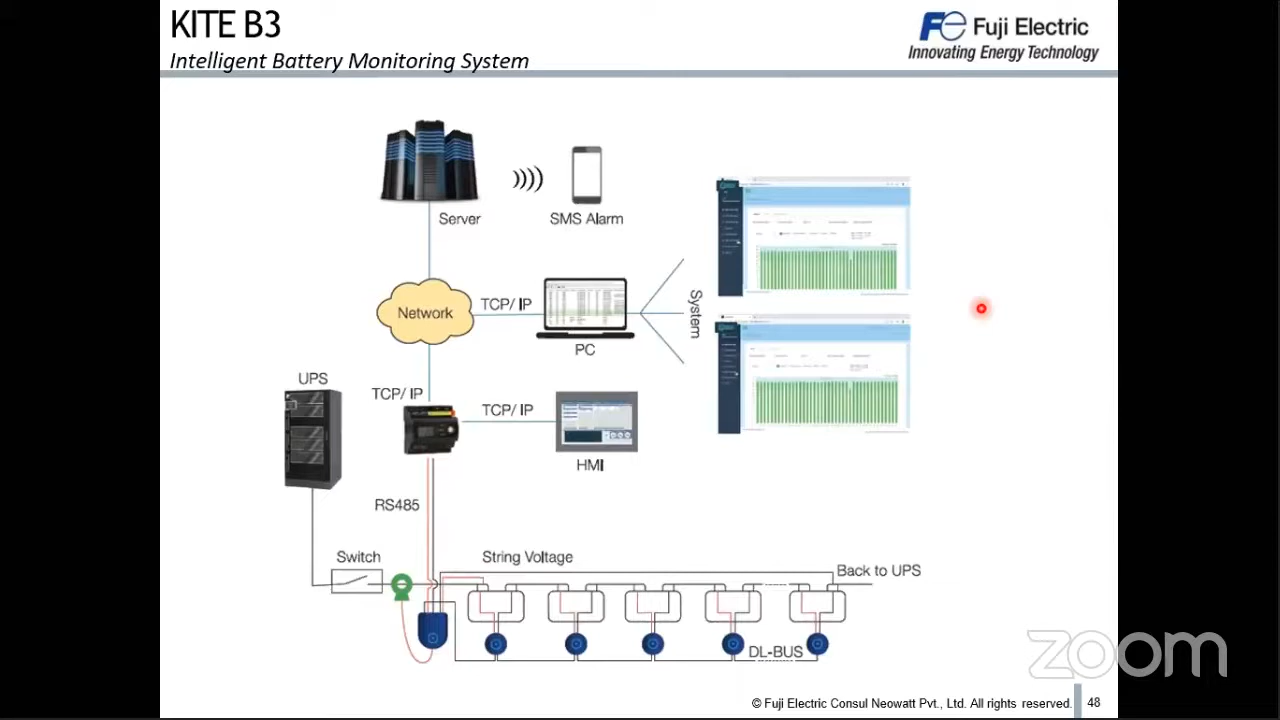 KITE B3
Intelligent Battery Monitoring System
Fuji Electric
Innovating Energy Technology
Server
SMS Alarm
Network
TCP/ IP
PC
System
UPS
TCP/ IP
TCP/ IP
HMI
RS485
Switch
String Voltage
Back to UPS
DL-BUS
zoom
© Fuji Electric Consul Neowatt Pvt., Ltd. All rights reserved.
48